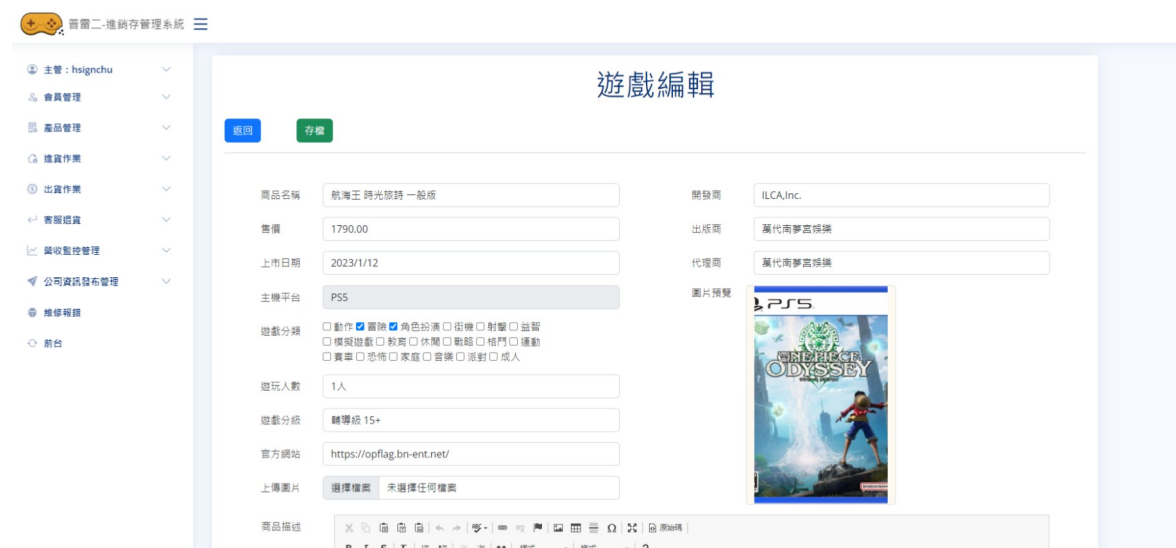 普雷二-進銷存管理系統
主管：hsignchu
會員管理
產品管理
進貨作業
出貨作業
客服退貨
營收監控管理
公司資訊發布管理
維修報錯
前台
遊戲編輯
返回 存檔
商品名稱 航海王 時光旅詩 一般版
售價 1790.00
上市日期 2023/1/12
主機平台 PS5
遊戲分類 動作 冒險 角色扮演 街機 射擊 益智
模擬遊戲 教育 休閒 戰略 格鬥 運動
賽車 恐怖 家庭 音樂 派對 成人
遊玩人數 1人
遊戲分級 輔導級 15+
官方網站 https://opflag.bn-ent.net/
上傳圖片 選擇檔案 未選擇任何檔案
商品描述
原始碼
開發商 ILCA,Inc.
出版商 萬代南夢宮娛樂
代理商 萬代南夢宮娛樂
圖片預覽
PS5
ONE PIECE
ODYSSEY